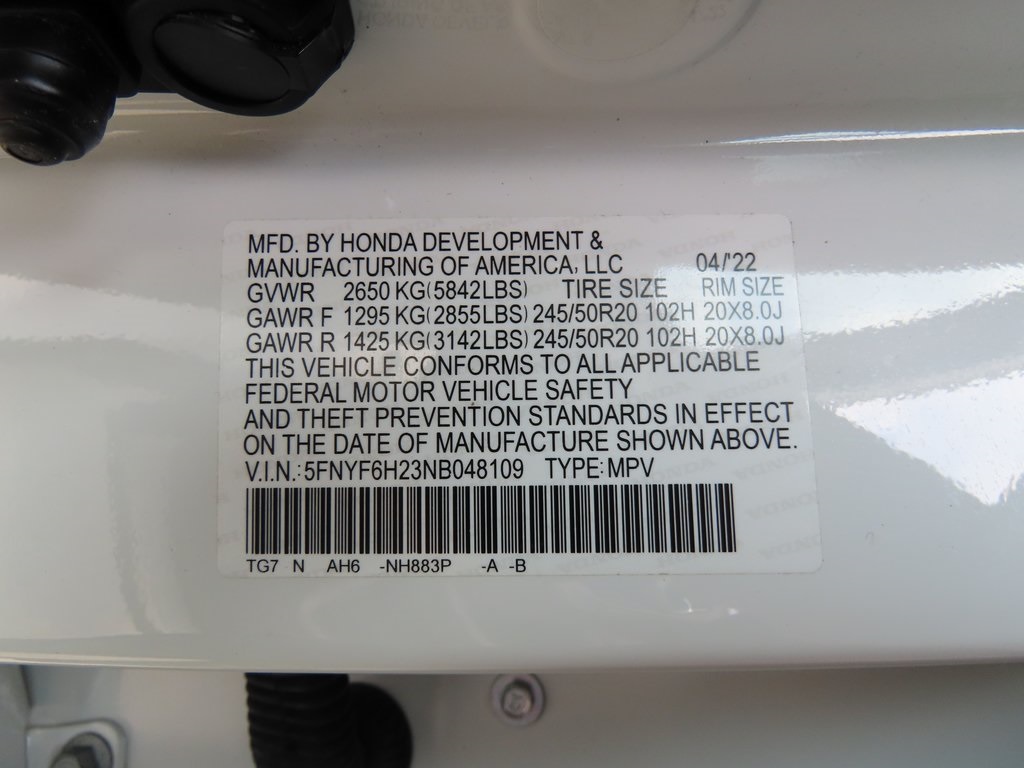 MFD. BY HONDA DEVELOPMENT &
MANUFACTURING OF AMERICA, LLC 04/'22
GVWR 2650 KG(5842LBS) TIRE SIZE RIM SIZE
GAWR F 1295 KG(2855LBS) 245/50R20 102H 20X8.0J
GAWR R 1425 KG(3142LBS) 245/50R20 102H 20X8.0J
THIS VEHICLE CONFORMS TO ALL APPLICABLE
FEDERAL MOTOR VEHICLE SAFETY
AND THEFT PREVENTION STANDARDS IN EFFECT
ON THE DATE OF MANUFACTURE SHOWN ABOVE.
V.I.N.:5FNYF6H23NB048109 TYPE:MPV
TG7 N AH6 -NH883P -A -B